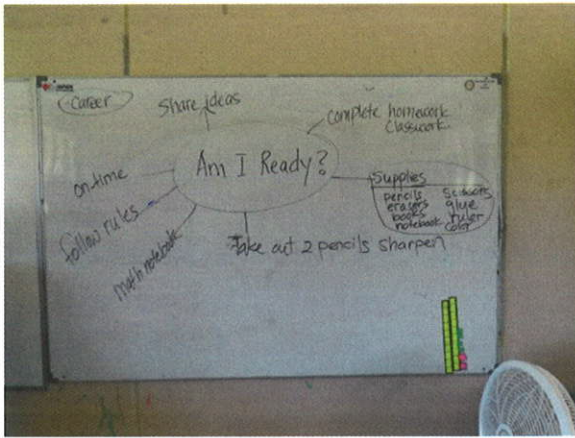 Career
Share ideas
complete homework
Classwork
Am I Ready?
on-time
Supplies
pencils
erasers
books
notebook
Scissors
glue
ruler
color
follow rules
math notebook
Take out 2 pencils sharpen